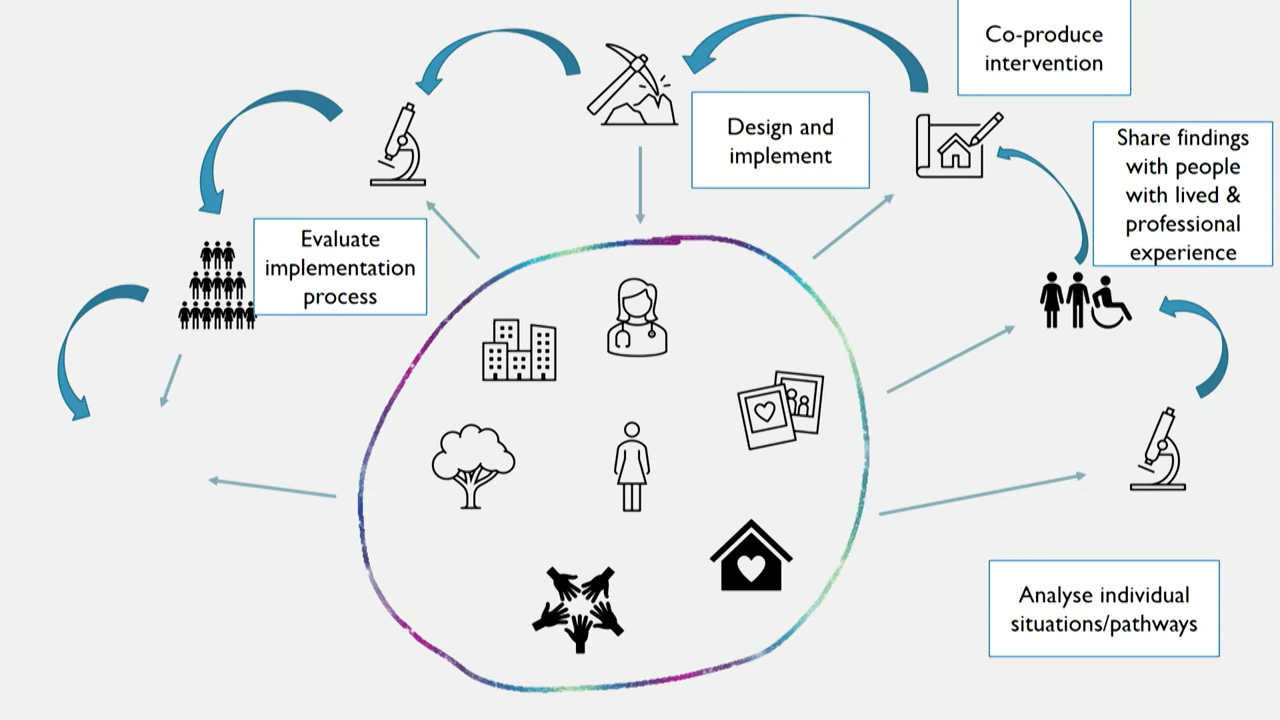 Co-produce
intervention
Design and
implement
Share findings
with people
with lived &
professional
experience
Evaluate
implementation
process
Analyse individual
situations/pathways